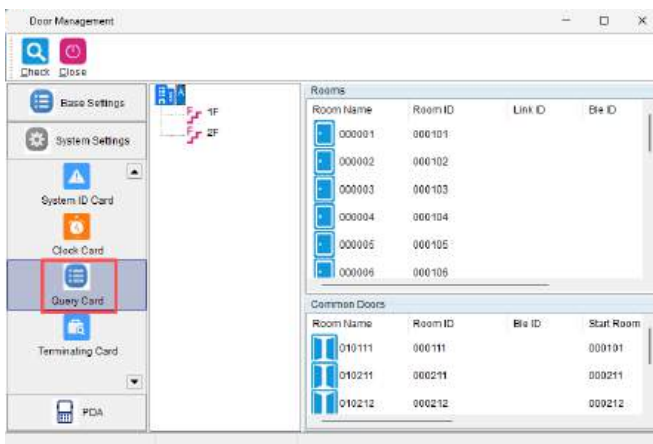 Door Management
Check Close
Base Settings
System Settings
System ID Card
Clock Card
Query Card
Terminating Card
PDA
A
1F
2F
Rooms
Room Name Room ID Link ID Ble ID
000001 000101
000002 000102
000003 000103
000004 000104
000005 000105
000006 000106
Common Doors
Room Name Room ID Ble ID Start Room
010111 000111 000101
010211 000211 000211
010212 000212 000212